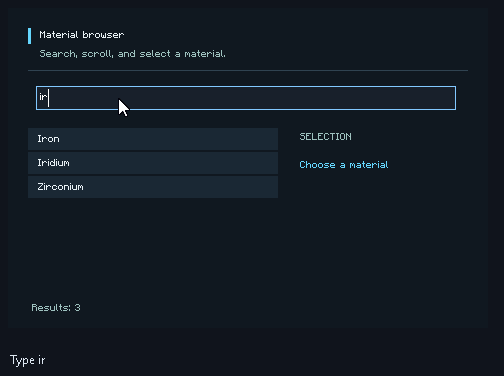 Material browser
Search, scroll, and select a material.
ir
Iron
Iridium
Zirconium
SELECTION
Choose a material
Results: 3
Type ir